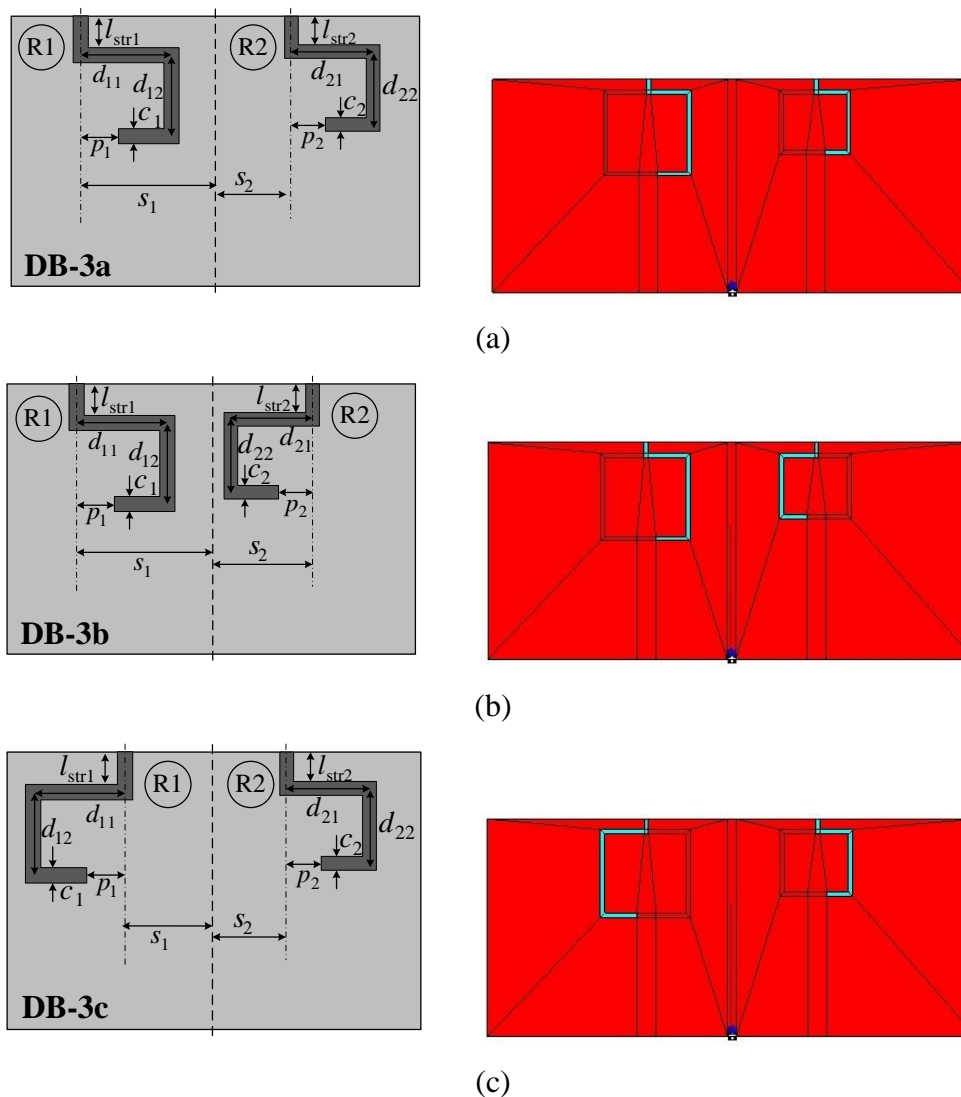 R1
l_str1
d_11
d_12
c_1
p_1
s_1
l_str2
R2
d_21
d_22
c_2
p_2
s_2
DB-3a
(a)
R1
l_str1
d_11
d_12
c_1
p_1
s_1
l_str2
R2
d_21
d_22
c_2
p_2
s_2
DB-3b
(b)
l_str1
R1
d_11
d_12
c_1
p_1
s_1
R2
l_str2
d_21
d_22
c_2
p_2
s_2
DB-3c
(c)